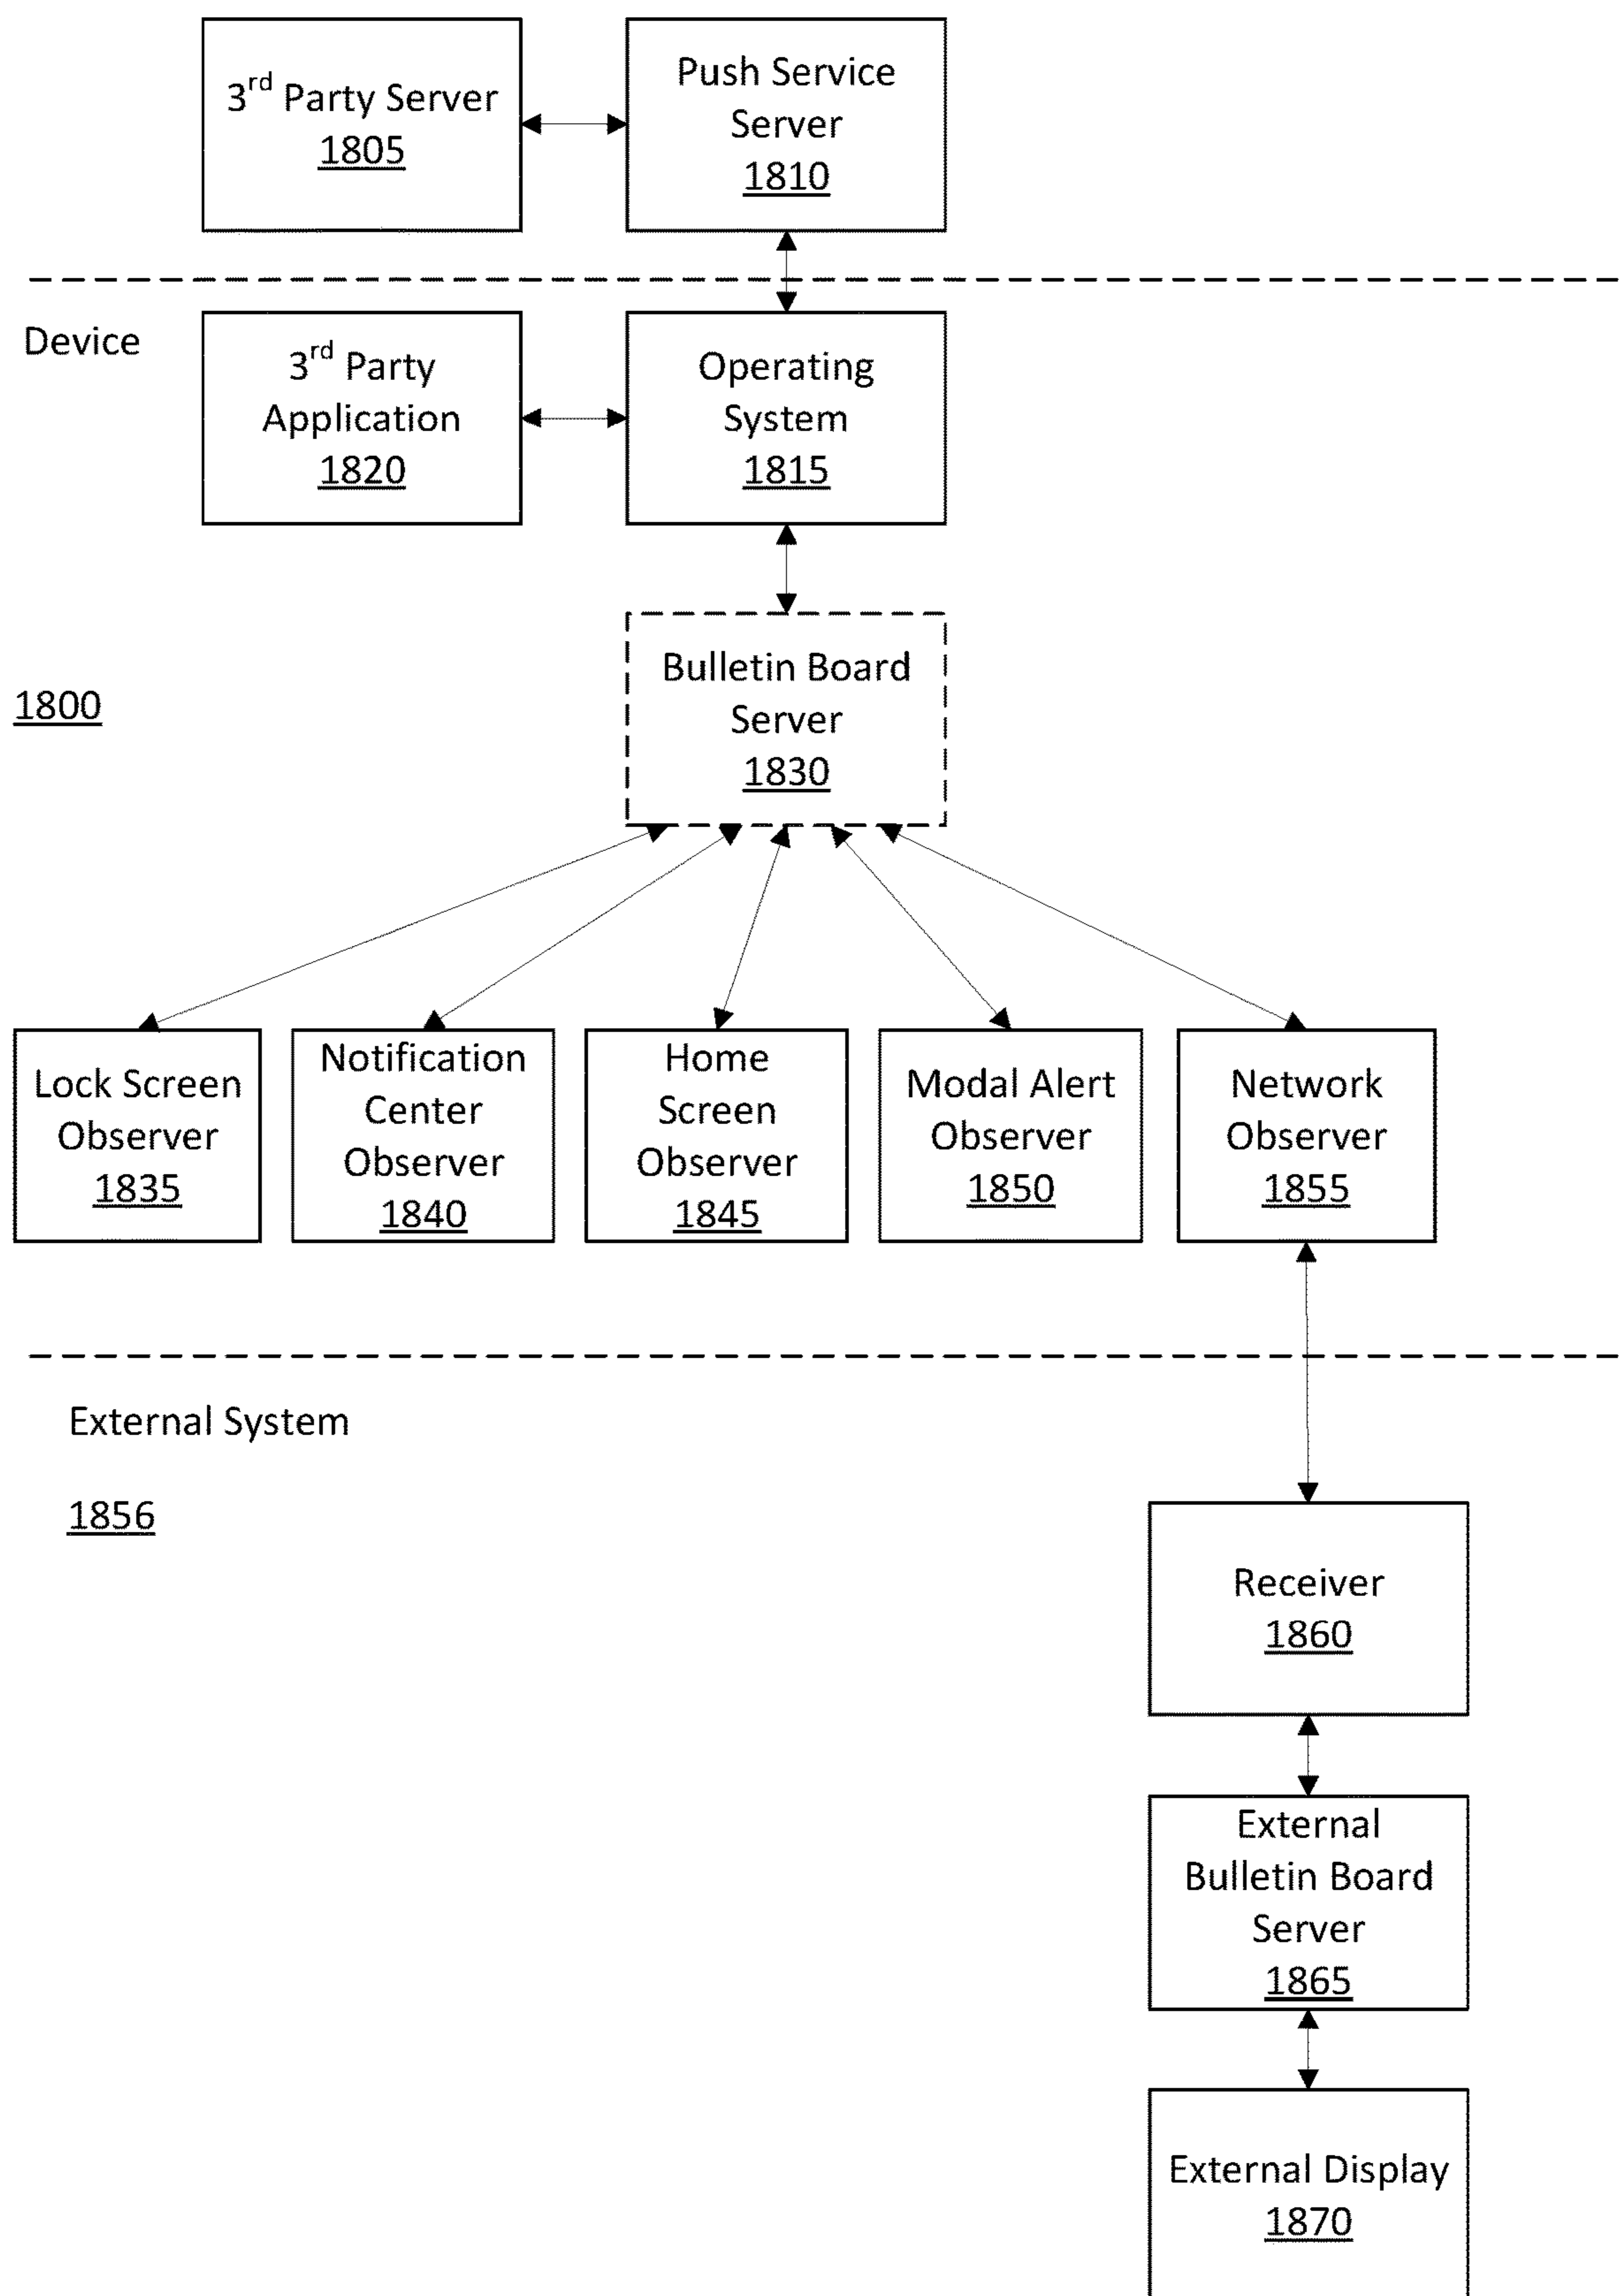 3rd Party Server
1805
Push Service
Server
1810
Device
3rd Party
Application
1820
Operating
System
1815
Bulletin Board
Server
1830
1800
Lock Screen
Observer
1835
Notification
Center
Observer
1840
Home
Screen
Observer
1845
Modal Alert
Observer
1850
Network
Observer
1855
External System
1856
Receiver
1860
External
Bulletin Board
Server
1865
External Display
1870